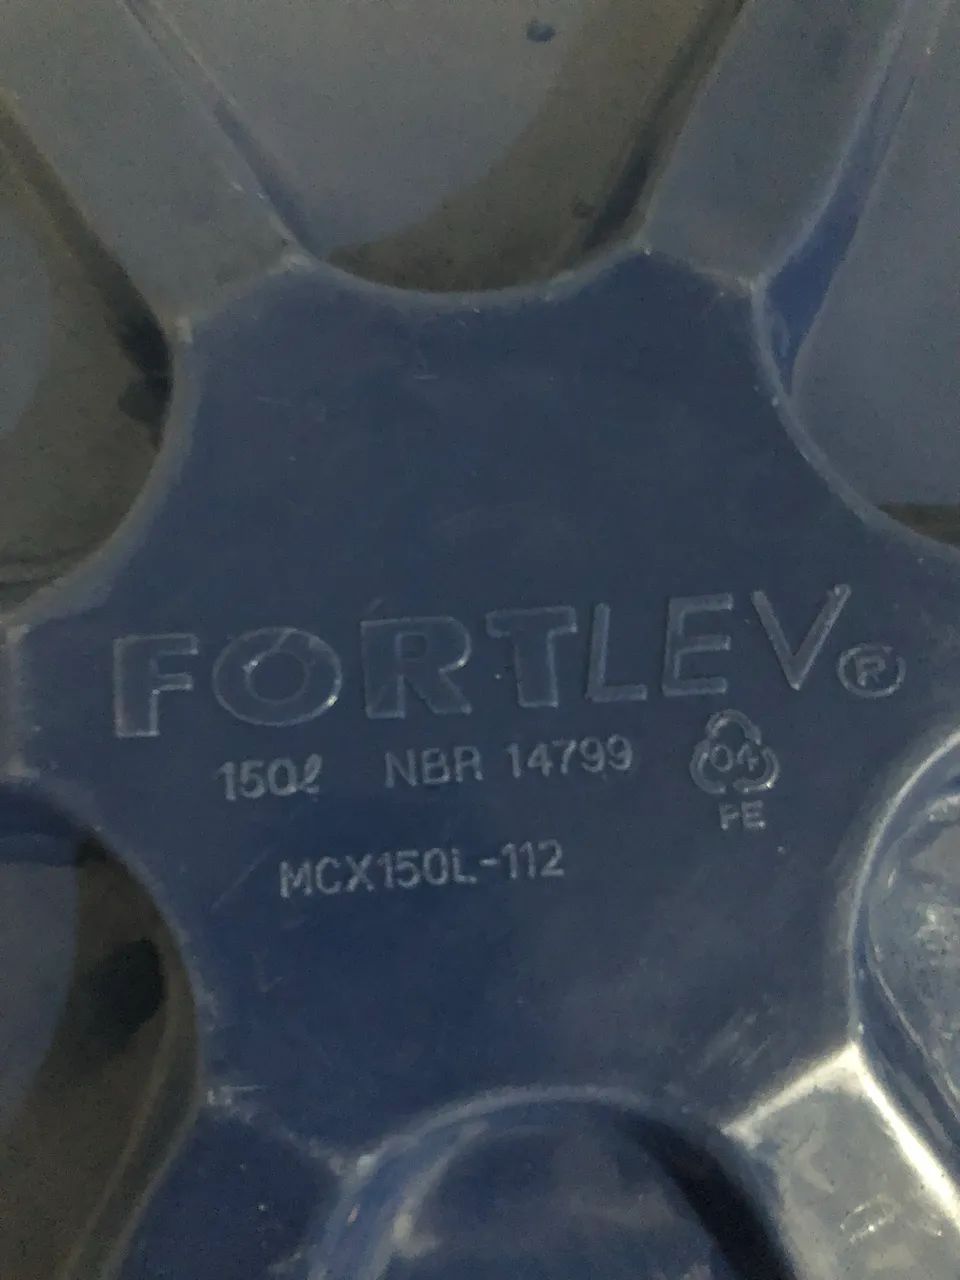 FORTLEV®
150ℓ NBR 14799 04
PE
MCX150L-112